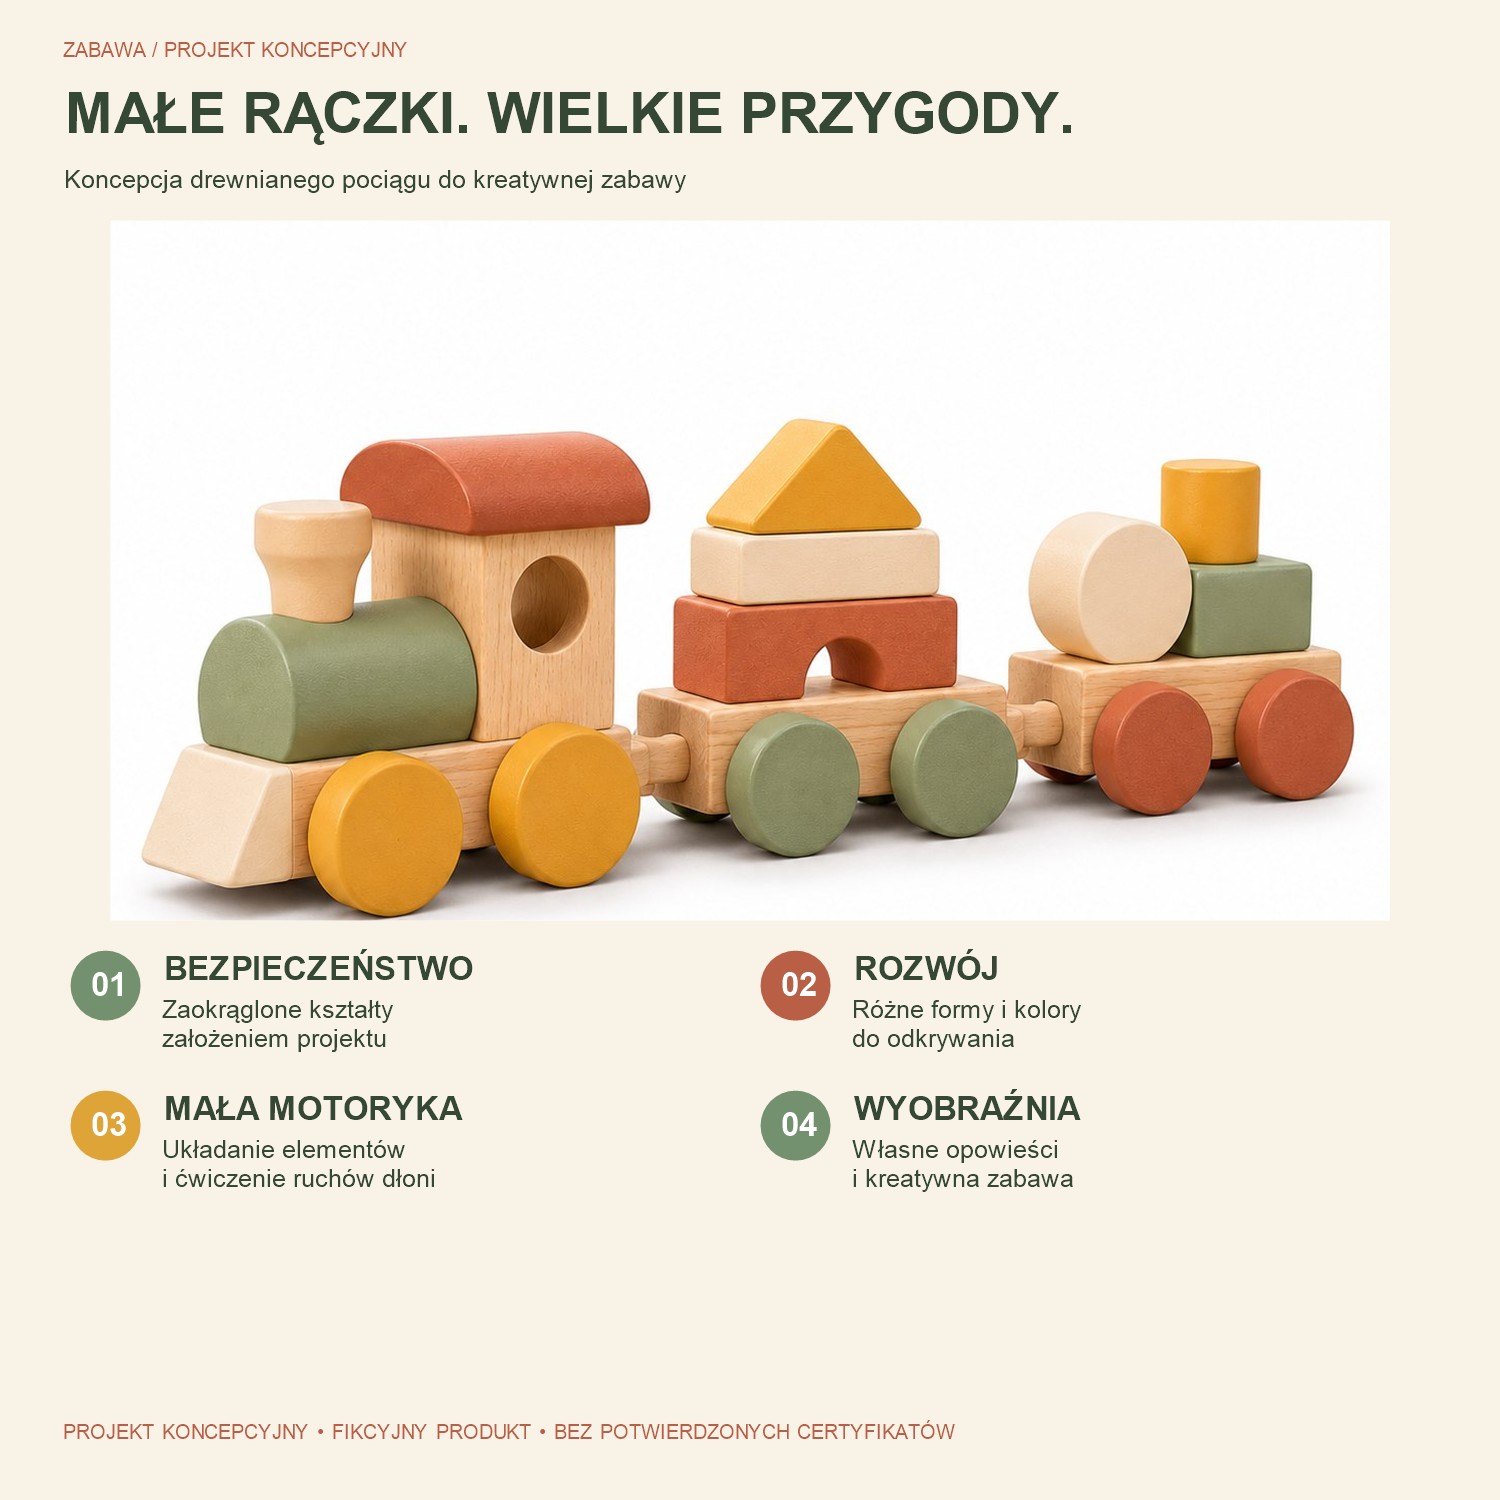 ZABAWA / PROJEKT KONCEPCYJNY
MAŁE RĄCZKI. WIELKIE PRZYGODY.
Koncepcja drewnianego pociągu do kreatywnej zabawy
01
BEZPIECZEŃSTWO
Zaokrąglone kształty
założeniem projektu
02
ROZWÓJ
Różne formy i kolory
do odkrywania
03
MAŁA MOTORYKA
Układanie elementów
i ćwiczenie ruchów dłoni
04
WYOBRAŹNIA
Własne opowieści
i kreatywna zabawa
PROJEKT KONCEPCYJNY • FIKCYJNY PRODUKT • BEZ POTWIERDZONYCH CERTYFIKATÓW